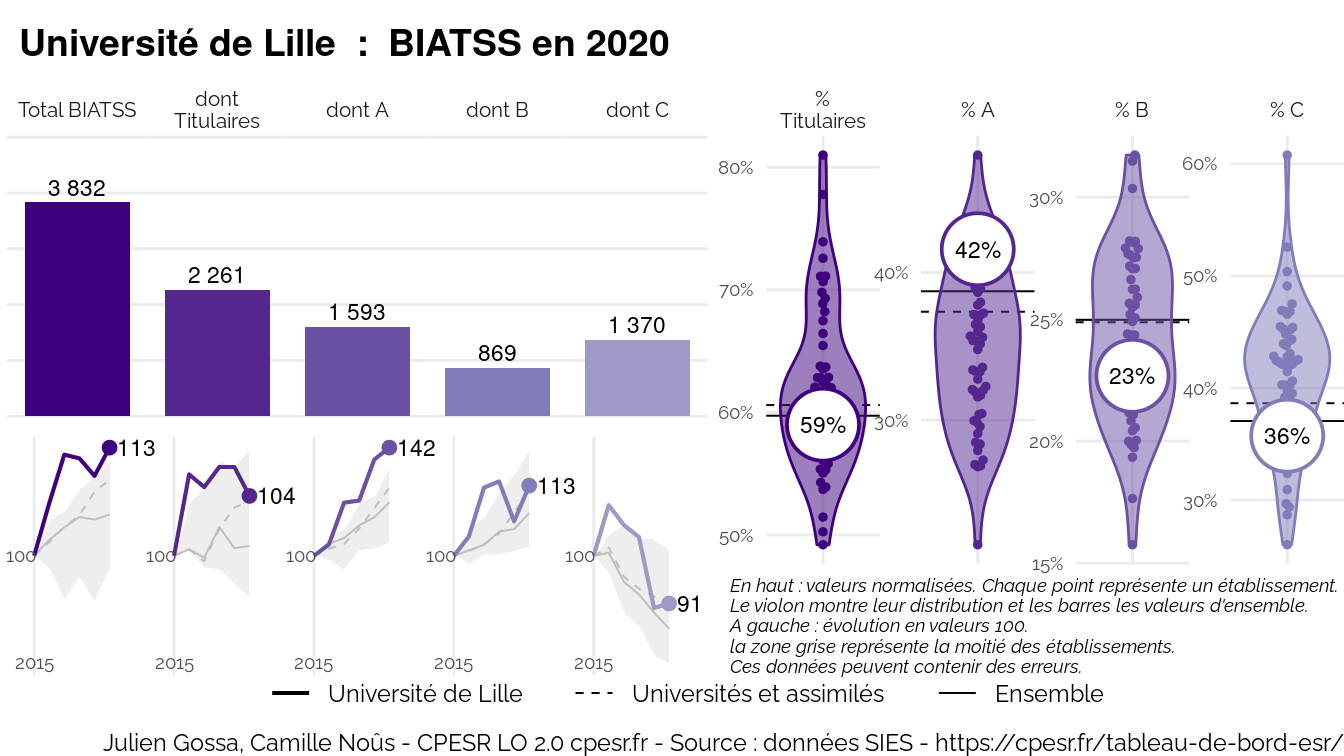 Université de Lille : BIATSS en 2020
Total BIATSS
dont
Titulaires
dont A
dont B
dont C
3 832
2 261
1 593
869
1 370
113
100
2015
104
100
2015
142
100
2015
113
100
2015
91
100
2015
%
Titulaires
80%
70%
60%
50%
59%
% A
40%
30%
42%
% B
30%
25%
20%
15%
23%
% C
60%
50%
40%
30%
36%
En haut : valeurs normalisées. Chaque point représente un établissement.
Le violon montre leur distribution et les barres les valeurs d'ensemble.
A gauche : évolution en valeurs 100.
la zone grise représente la moitié des établissements.
Ces données peuvent contenir des erreurs.
Université de Lille
Universités et assimilés
Ensemble
Julien Gossa, Camille Noûs - CPESR LO 2.0 cpesr.fr - Source : données SIES - https://cpesr.fr/tableau-de-bord-esr/